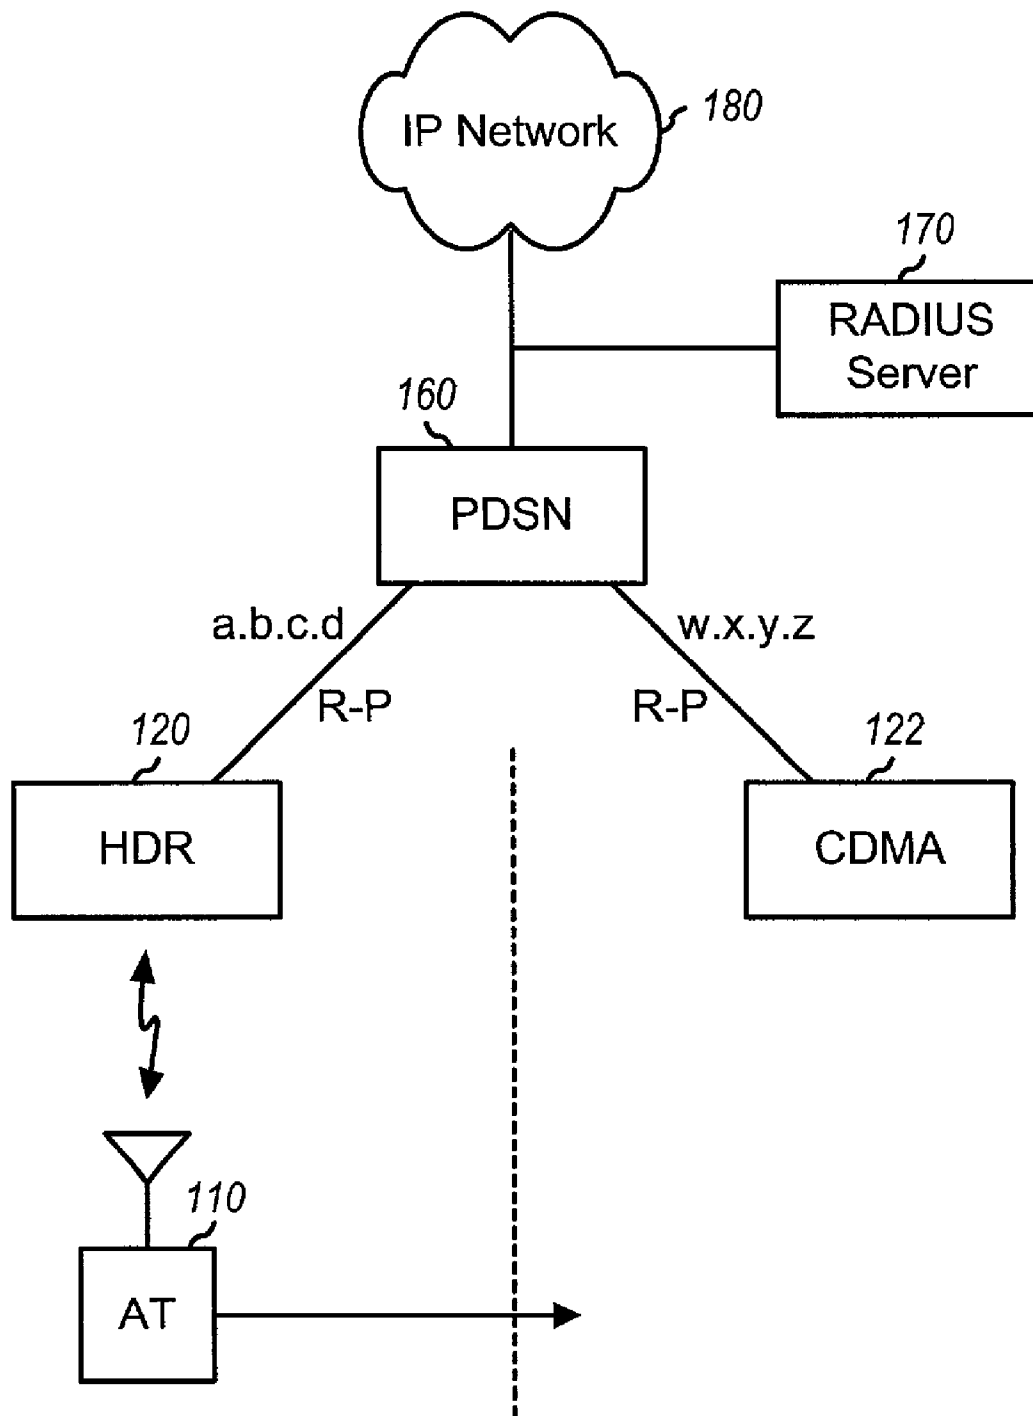 180
IP Network
170
RADIUS
Server
160
PDSN
a.b.c.d
w.x.y.z
R-P
R-P
120
122
HDR
CDMA
110
AT